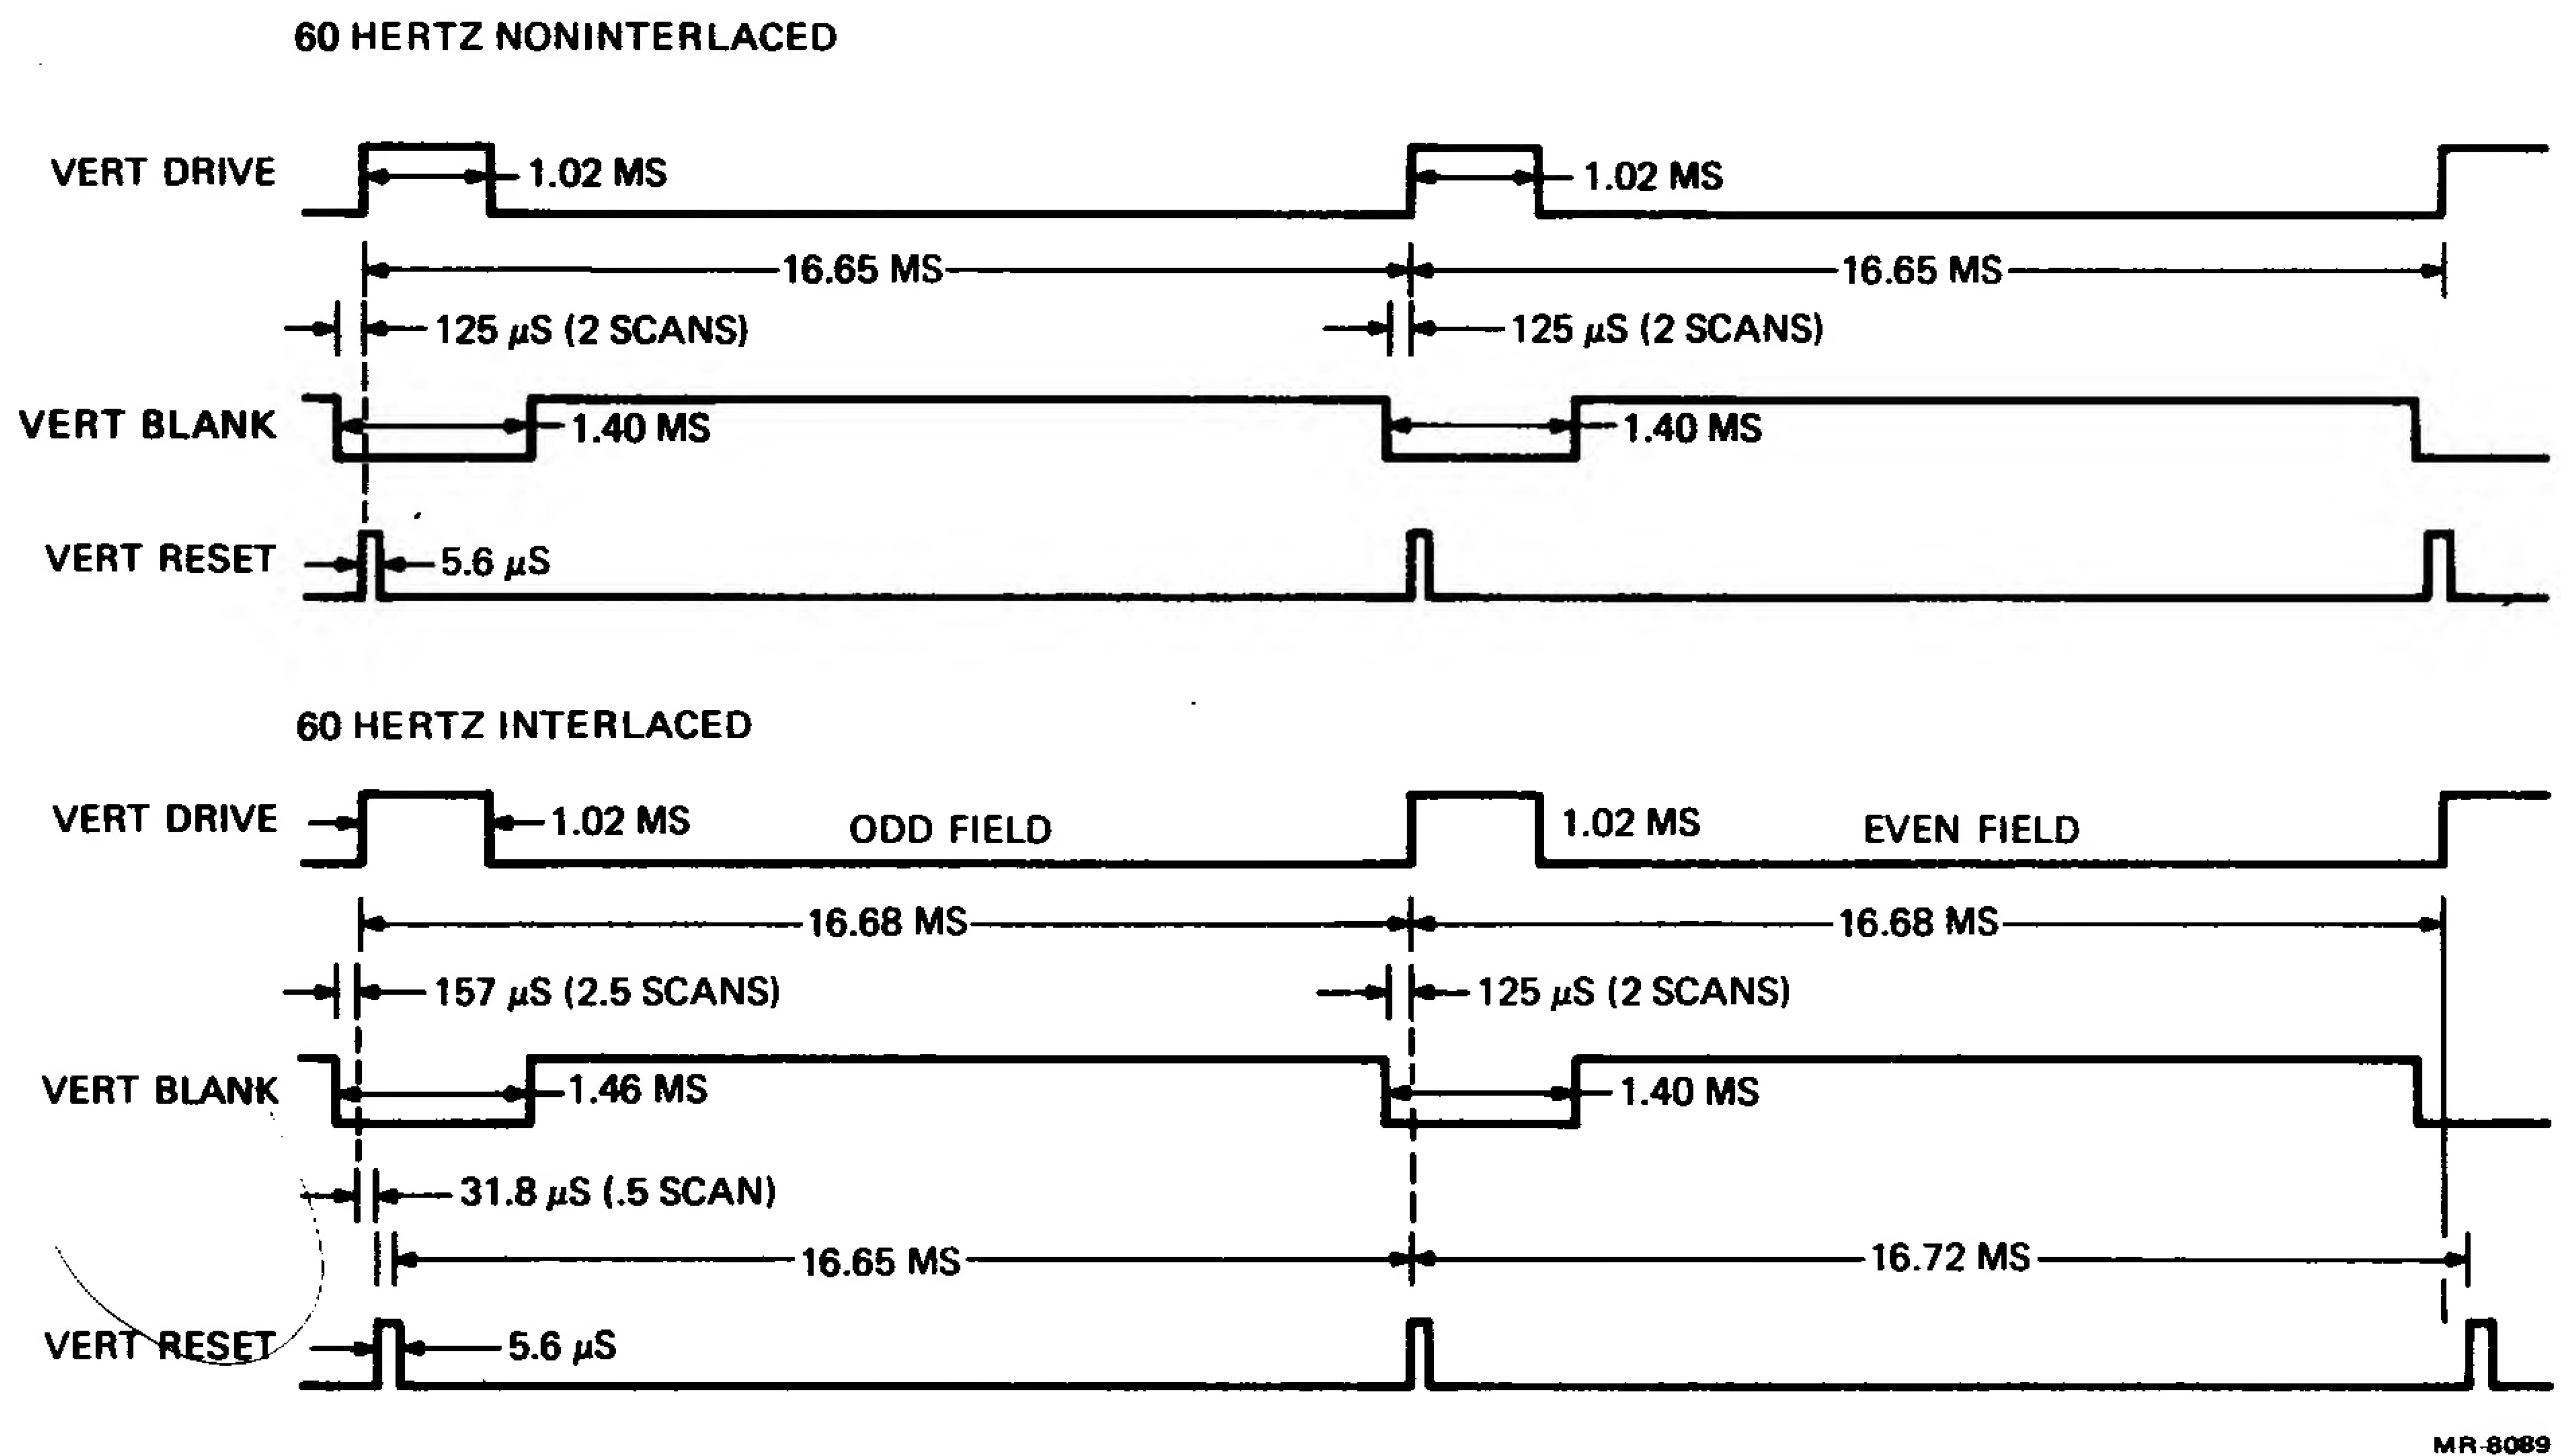 60 HERTZ NONINTERLACED
VERT DRIVE
1.02 MS
1.02 MS
16.65 MS
16.65 MS
125 μS (2 SCANS)
125 μS (2 SCANS)
VERT BLANK
1.40 MS
1.40 MS
VERT RESET
5.6 μS
60 HERTZ INTERLACED
VERT DRIVE
1.02 MS
ODD FIELD
1.02 MS
EVEN FIELD
16.68 MS
16.68 MS
157 μS (2.5 SCANS)
125 μS (2 SCANS)
VERT BLANK
1.46 MS
1.40 MS
31.8 μS (.5 SCAN)
16.65 MS
16.72 MS
VERT RESET
5.6 μS
MR-8089